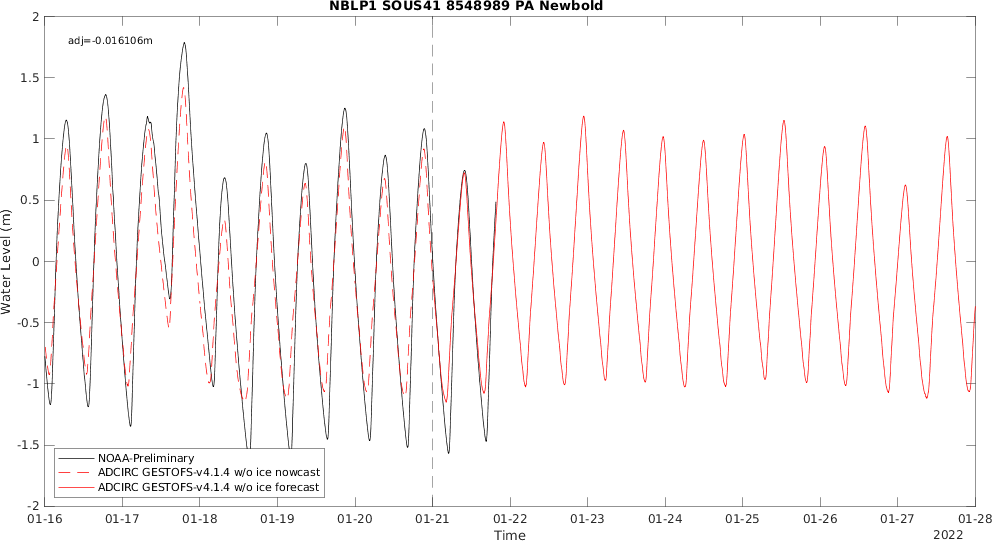 NBLP1 SOUS41 8548989 PA Newbold
adj=-0.016106m
2
1.5
1
0.5
0
-0.5
-1
-1.5
-2
Water Level (m)
NOAA-Preliminary
ADCIRC GESTOFS-v4.1.4 w/o ice nowcast
ADCIRC GESTOFS-v4.1.4 w/o ice forecast
01-16 01-17 01-18 01-19 01-20 01-21 01-22 01-23 01-24 01-25 01-26 01-27 01-28
Time
2022